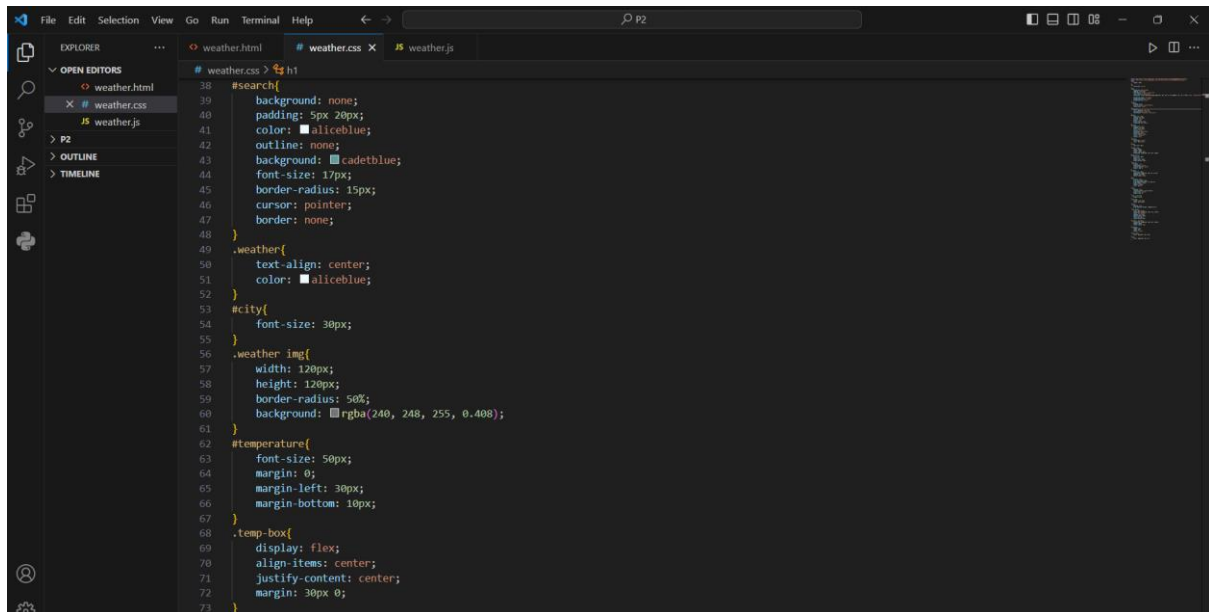 File Edit Selection View Go Run Terminal Help
P2
EXPLORER ...
weather.html
# weather.css
JS weather.js
OPEN EDITORS
weather.html
# weather.css
JS weather.js
P2
OUTLINE
TIMELINE
# weather.css > h1
38 #search{
39 background: none;
40 padding: 5px 20px;
41 color: aliceblue;
42 outline: none;
43 background: cadetblue;
44 font-size: 17px;
45 border-radius: 15px;
46 cursor: pointer;
47 border: none;
48 }
49 .weather{
50 text-align: center;
51 color: aliceblue;
52 }
53 #city{
54 font-size: 30px;
55 }
56 .weather img{
57 width: 120px;
58 height: 120px;
59 border-radius: 50%;
60 background: rgba(240, 248, 255, 0.408);
61 }
62 #temperature{
63 font-size: 50px;
64 margin: 0;
65 margin-left: 30px;
66 margin-bottom: 10px;
67 }
68 .temp-box{
69 display: flex;
70 align-items: center;
71 justify-content: center;
72 margin: 30px 0;
73 }